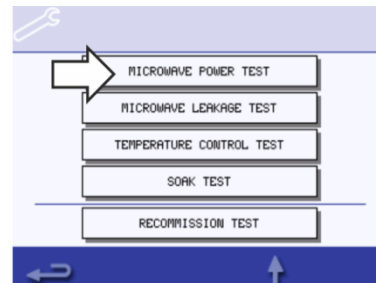 MICROWAVE POWER TEST
MICROWAVE LEAKAGE TEST
TEMPERATURE CONTROL TEST
SOAK TEST
RECOMMISSION TEST